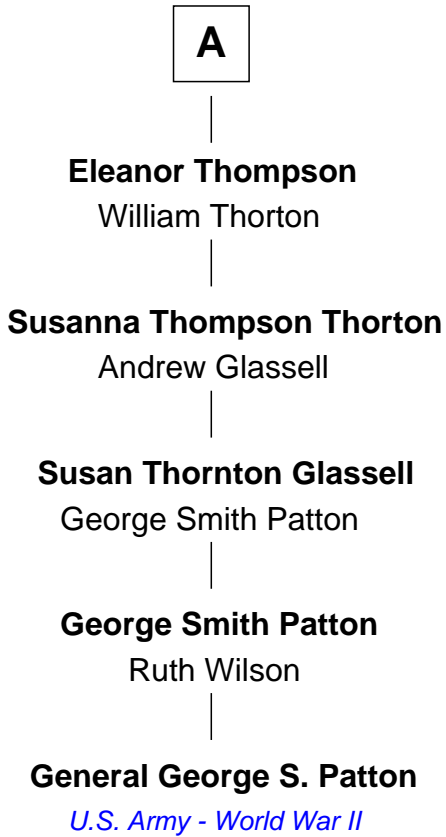 A
Eleanor Thompson
William Thorton
Susanna Thompson Thorton
Andrew Glassell
Susan Thornton Glassell
George Smith Patton
George Smith Patton
Ruth Wilson
General George S. Patton
U.S. Army - World War II